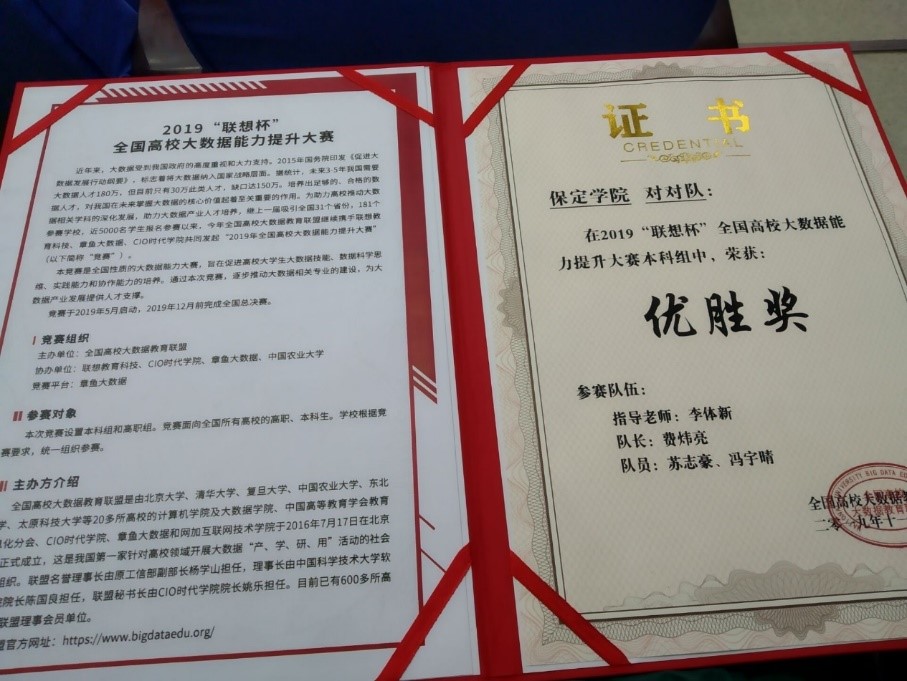 2019 “联想杯”
全国高校大数据能力提升大赛
近年来，大数据受到我国政府的高度重视和大力支持。2015年国务院印发《促进大
数据发展行动纲要》，标志着将大数据纳入国家战略层面。据统计，未来3-5年我国需要
大数据人才180万，但目前只有30万此类人才，缺口达150万。培养出足够的、合格的数
据人才，对我国在未来掌握大数据的核心价值起着至关重要的作用。为助力高校推动大数
据相关学科的深化发展，助力大数据产业人才培养，继上一届吸引全国31个省份，181个
参赛学校，近5000名学生报名参赛以来，今年全国高校大数据教育联盟继续携手联想教
育科技、章鱼大数据、CIO时代学院共同发起“2019年全国高校大数据能力提升大赛”
（以下简称“竞赛”）。
本竞赛是全国性质的大数据能力大赛，旨在促进高校大学生大数据技能、数据科学思
维、实践能力和协作能力的培养。通过本次竞赛，逐步推动大数据相关专业的建设，为大
数据产业发展提供人才支撑。
竞赛于2019年5月启动，2019年12月前完成全国总决赛。
竞赛组织
主办单位：全国高校大数据教育联盟
协办单位：联想教育科技、CIO时代学院、章鱼大数据、中国农业大学
竞赛平台：章鱼大数据
参赛对象
本次竞赛设置本科组和高职组。竞赛面向全国所有高校的高职、本科生。学校根据竞
赛要求，统一组织参赛。
主办方介绍
全国高校大数据教育联盟是由北京大学、清华大学、复旦大学、中国农业大学、东北
学、太原科技大学等20多所高校的计算机学院及大数据学院、中国高等教育学会教育
息化分会、CIO时代学院、章鱼大数据和网加互联网技术学院于2016年7月17日在北京
正式成立，这是我国第一家针对高校领域开展大数据“产、学、研、用”活动的社会
组织。联盟名誉理事长由原工信部副部长杨学山担任，理事长由中国科学技术大学软
院院长陈国良担任，联盟秘书长由CIO时代学院院长姚乐担任。目前已有600多所高
联盟理事会员单位。
盟官方网址：https://www.bigdataedu.org/
证书
CREDENTIAL
保定学院 对对队：
在2019“联想杯”全国高校大数据能
力提升大赛本科组中，荣获：
优胜奖
参赛队伍：
指导老师：李体新
队长：费炜亮
队员：苏志豪、冯宇晴
全国高校大数据教
二〇一九年十一